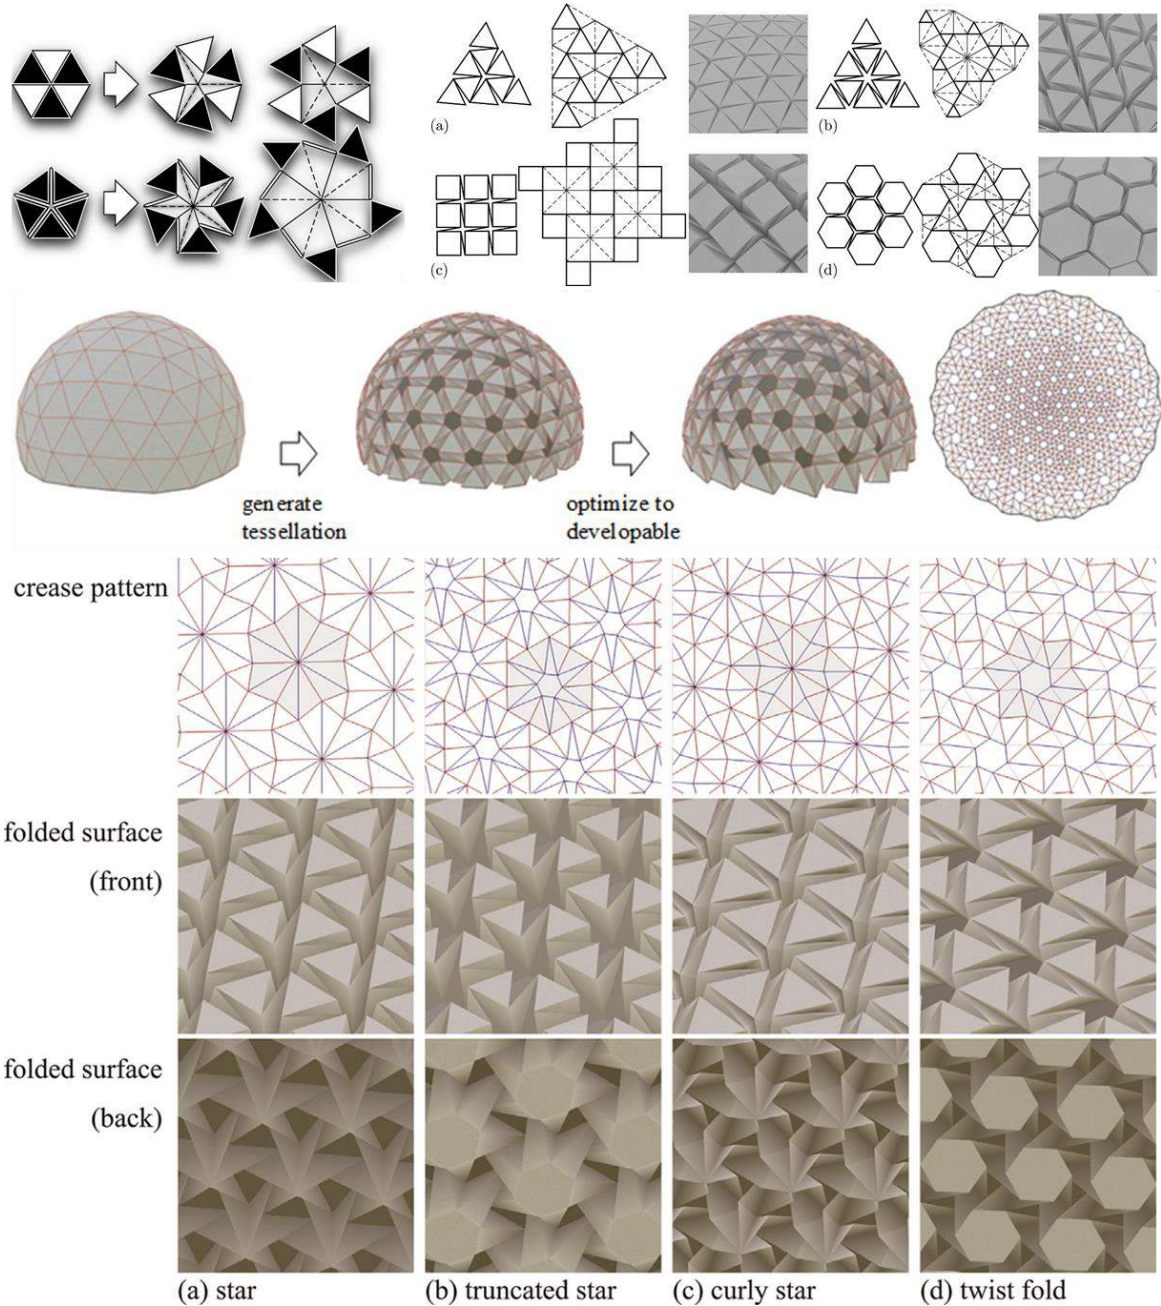 (a)
(b)
(c)
(d)
generate
tessellation
optimize to
developable
crease pattern
folded surface
(front)
folded surface
(back)
(a) star
(b) truncated star
(c) curly star
(d) twist fold